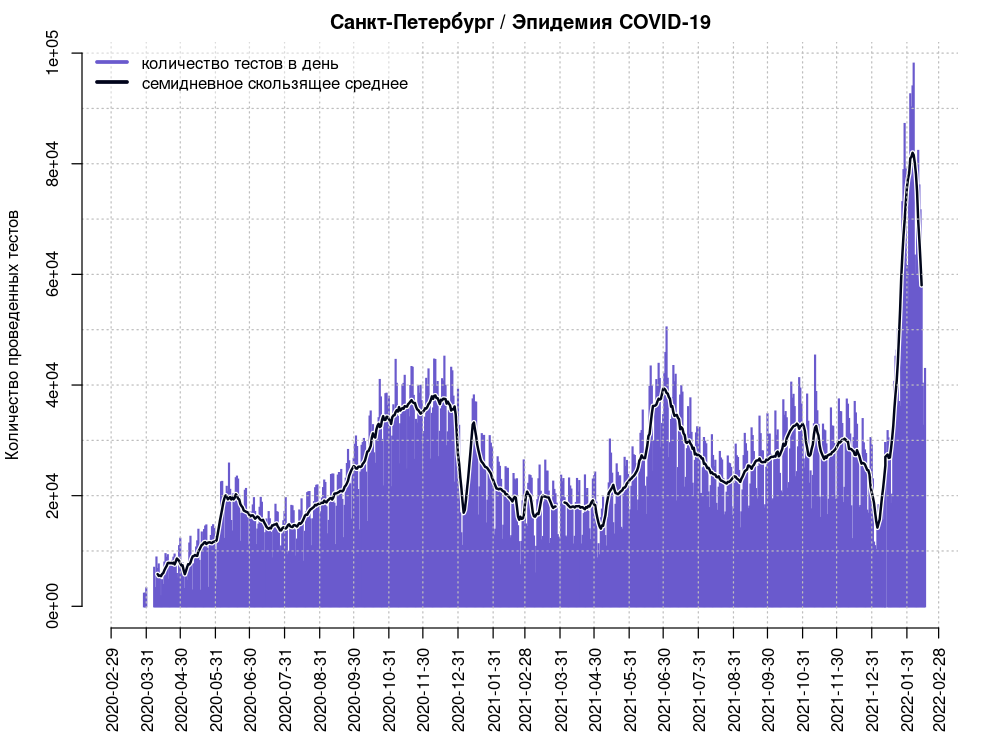 Санкт-Петербург / Эпидемия COVID-19
количество тестов в день
семидневное скользящее среднее
Количество проведенных тестов
1e+05
8e+04
6e+04
4e+04
2e+04
0e+00
2020-02-29
2020-03-31
2020-04-30
2020-05-31
2020-06-30
2020-07-31
2020-08-31
2020-09-30
2020-10-31
2020-11-30
2020-12-31
2021-01-31
2021-02-28
2021-03-31
2021-04-30
2021-05-31
2021-06-30
2021-07-31
2021-08-31
2021-09-30
2021-10-31
2021-11-30
2021-12-31
2022-01-31
2022-02-28